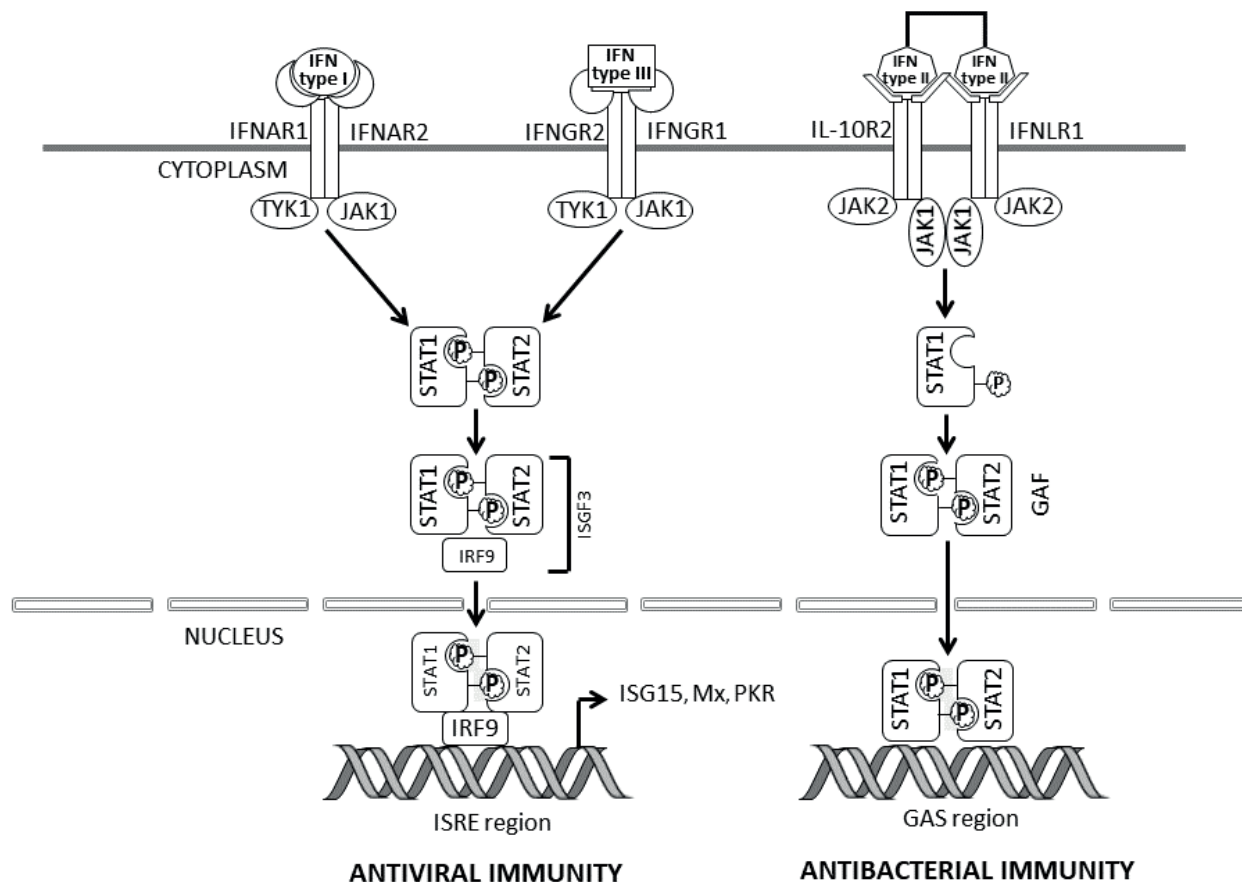 IFN
type I
IFN
type III
IFN
type II
IFN
type II
IFNAR1
IFNAR2
IFNGR2
IFNGR1
IL-10R2
IFNLR1
CYTOPLASM
TYK1
JAK1
TYK1
JAK1
JAK2
JAK1
JAK1
JAK2
STAT1
P
P
STAT2
STAT1
P
STAT1
P
P
STAT2
IRF9
ISGF3
STAT1
P
P
STAT2
GAF
NUCLEUS
STAT1
P
P
STAT2
IRF9
ISG15, Mx, PKR
STAT1
P
P
STAT2
ISRE region
GAS region
ANTIVIRAL IMMUNITY
ANTIBACTERIAL IMMUNITY